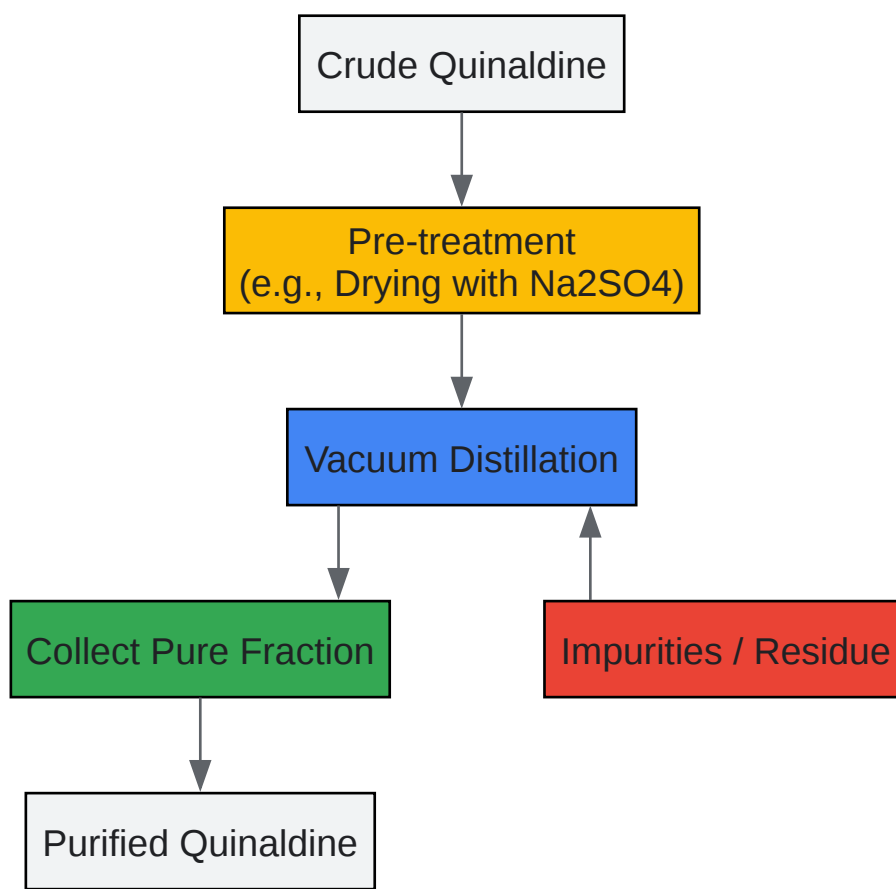 Crude Quinaldine
Pre-treatment
(e.g., Drying with Na2SO4)
Vacuum Distillation
Collect Pure Fraction
Impurities / Residue
Purified Quinaldine